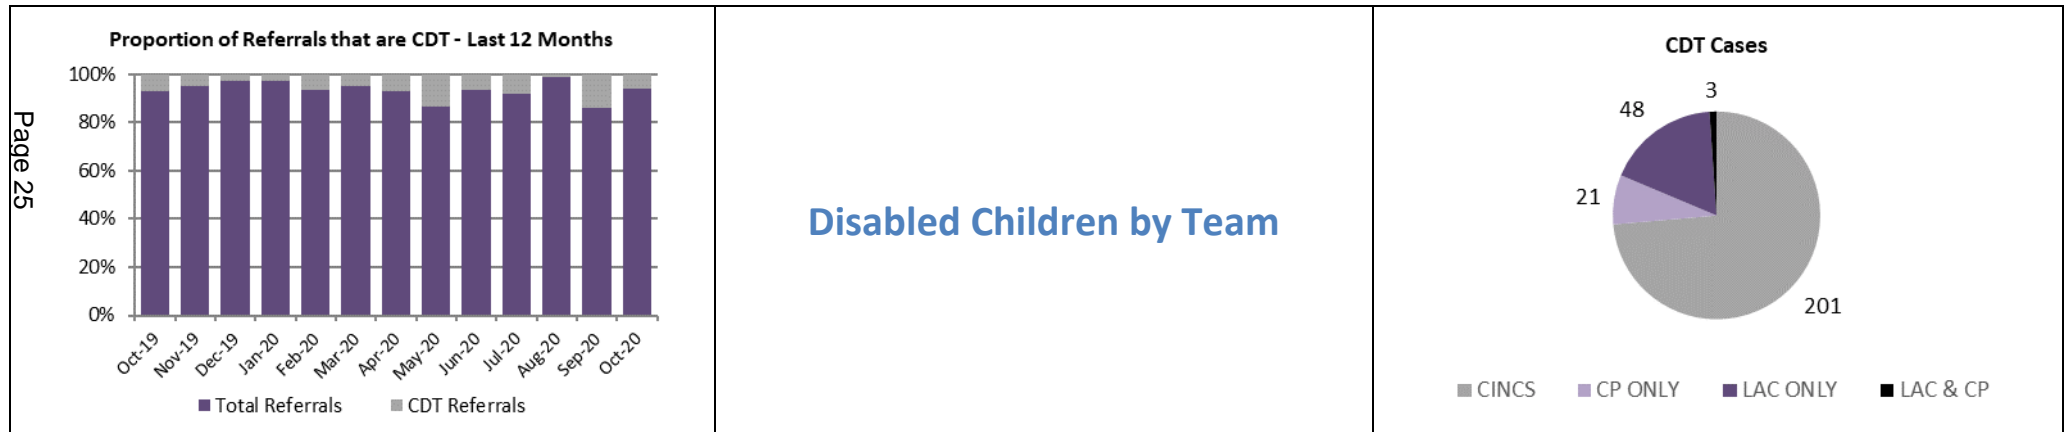 Page 25
Proportion of Referrals that are CDT - Last 12 Months
100%
80%
60%
40%
20%
0%
Oct-19
Nov-19
Dec-19
Jan-20
Feb-20
Mar-20
Apr-20
May-20
Jun-20
Jul-20
Aug-20
Sep-20
Oct-20
Total Referrals
CDT Referrals
Disabled Children by Team
CDT Cases
3
48
21
201
CINCS
CP ONLY
LAC ONLY
LAC & CP